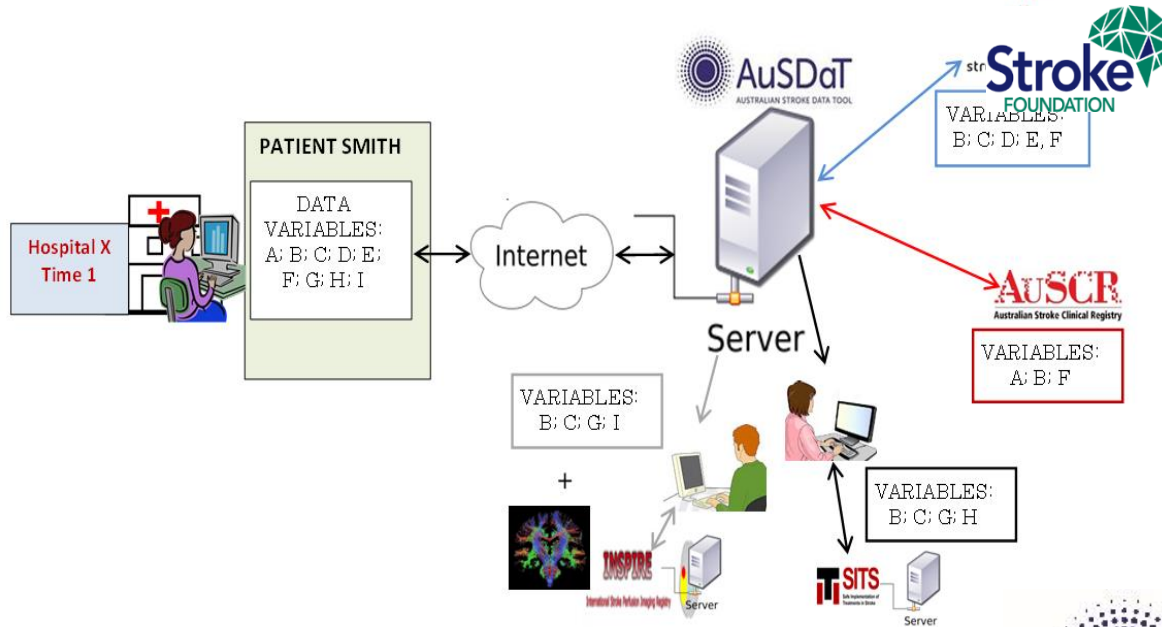 AuSDaT
AUSTRALIAN STROKE DATA TOOL
str
Stroke
FOUNDATION
VARIABLES:
B; C; D; E, F
PATIENT SMITH
DATA
VARIABLES:
A; B; C; D; E;
F; G; H; I
Hospital X
Time 1
Internet
Server
AuSCR
Australian Stroke Clinical Registry
VARIABLES:
A; B; F
VARIABLES:
B; C; G; I
+
VARIABLES:
B; C; G; H
INSPIRE
International Stroke Perfusion Imaging Registry
Server
SITS
Safe Implementation of
Treatments in Stroke
Server